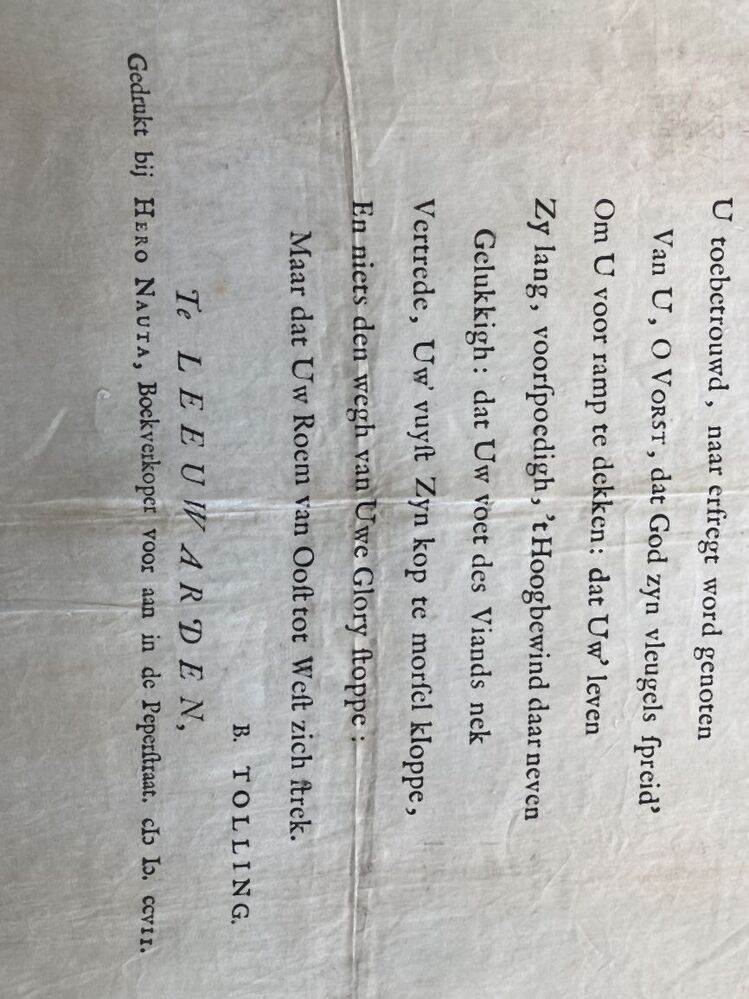 U toebetrouwd, naar erfregt word genoten
Van U, O VORST, dat God zyn vleugels ſpreid'
Om U voor ramp te dekken: dat Uw' leven
Zy lang, voorſpoedigh, 't Hoogbewind daar neven
Gelukkigh: dat Uw voet des Viands nek
Vertrede, Uw' vuyſt Zyn kop te morſel kloppe,
En niets den wegh van Uwe Glory ſtoppe:
Maar dat Uw Roem van Ooſt tot Weſt zich ſtrek.
B. TOLLING.
Te LEEUWARDEN,
Gedrukt bij HERO NAUTA, Boekverkoper voor aan in de Peperſtraat. cIↃ IↃ. CCVII.